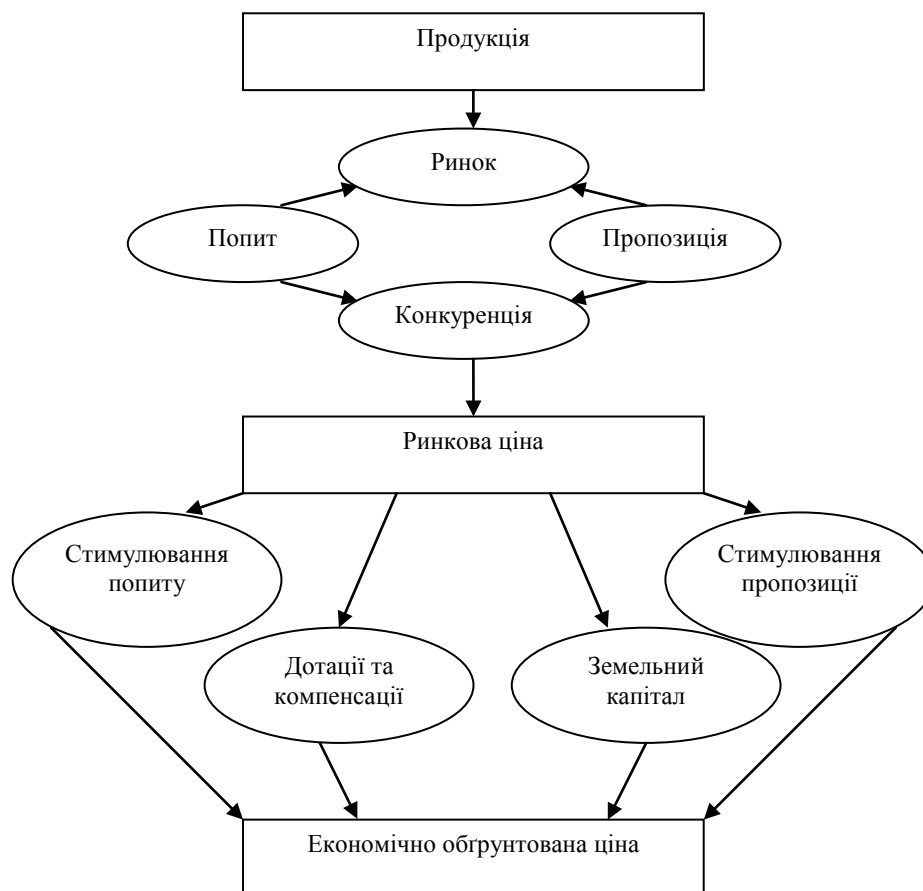 Продукція
Ринок
Попит
Пропозиція
Конкуренція
Ринкова ціна
Стимулювання
попиту
Стимулювання
пропозиції
Дотації та
компенсації
Земельний
капітал
Економічно обґрунтована ціна